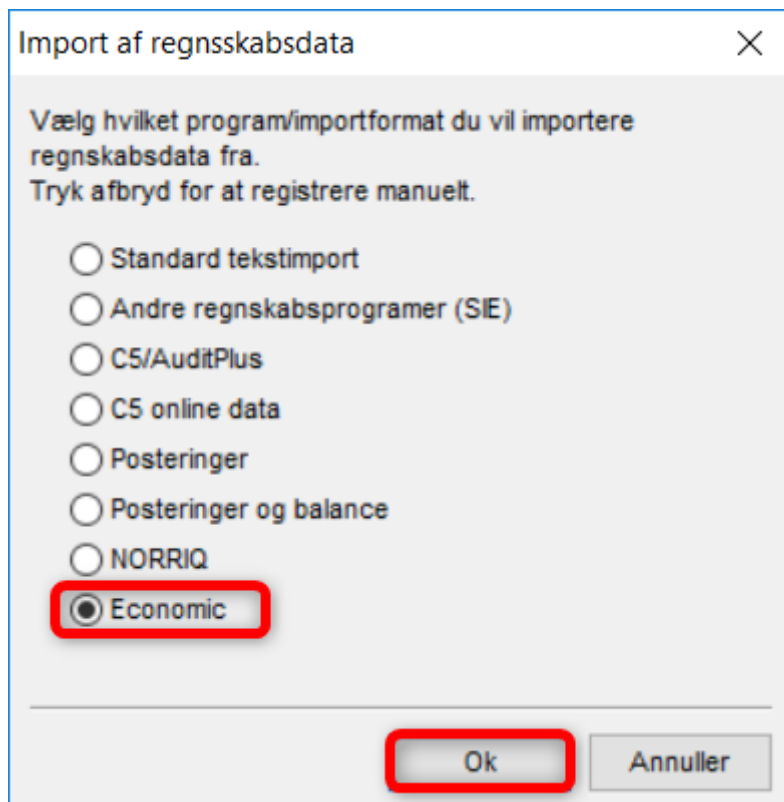 Import af regnsskabsdata
Vælg hvilket program/importformat du vil importere
regnskabsdata fra.
Tryk afbryd for at registrere manuelt.
Standard tekstimport
Andre regnskabsprogramer (SIE)
C5/AuditPlus
C5 online data
Posteringer
Posteringer og balance
NORRIQ
Economic
Ok
Annuller